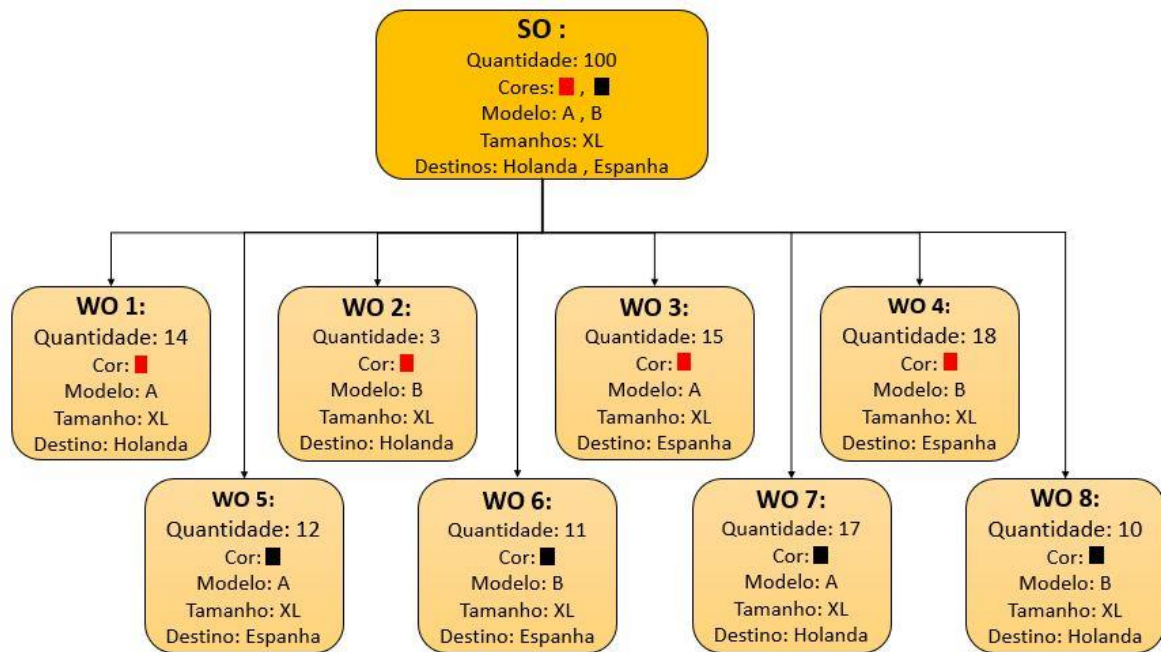 SO :
Quantidade: 100
Cores: ,
Modelo: A , B
Tamanhos: XL
Destinos: Holanda , Espanha
WO 1:
Quantidade: 14
Cor:
Modelo: A
Tamanho: XL
Destino: Holanda
WO 2:
Quantidade: 3
Cor:
Modelo: B
Tamanho: XL
Destino: Holanda
WO 3:
Quantidade: 15
Cor:
Modelo: A
Tamanho: XL
Destino: Espanha
WO 4:
Quantidade: 18
Cor:
Modelo: B
Tamanho: XL
Destino: Espanha
WO 5:
Quantidade: 12
Cor:
Modelo: A
Tamanho: XL
Destino: Espanha
WO 6:
Quantidade: 11
Cor:
Modelo: B
Tamanho: XL
Destino: Espanha
WO 7:
Quantidade: 17
Cor:
Modelo: A
Tamanho: XL
Destino: Holanda
WO 8:
Quantidade: 10
Cor:
Modelo: B
Tamanho: XL
Destino: Holanda